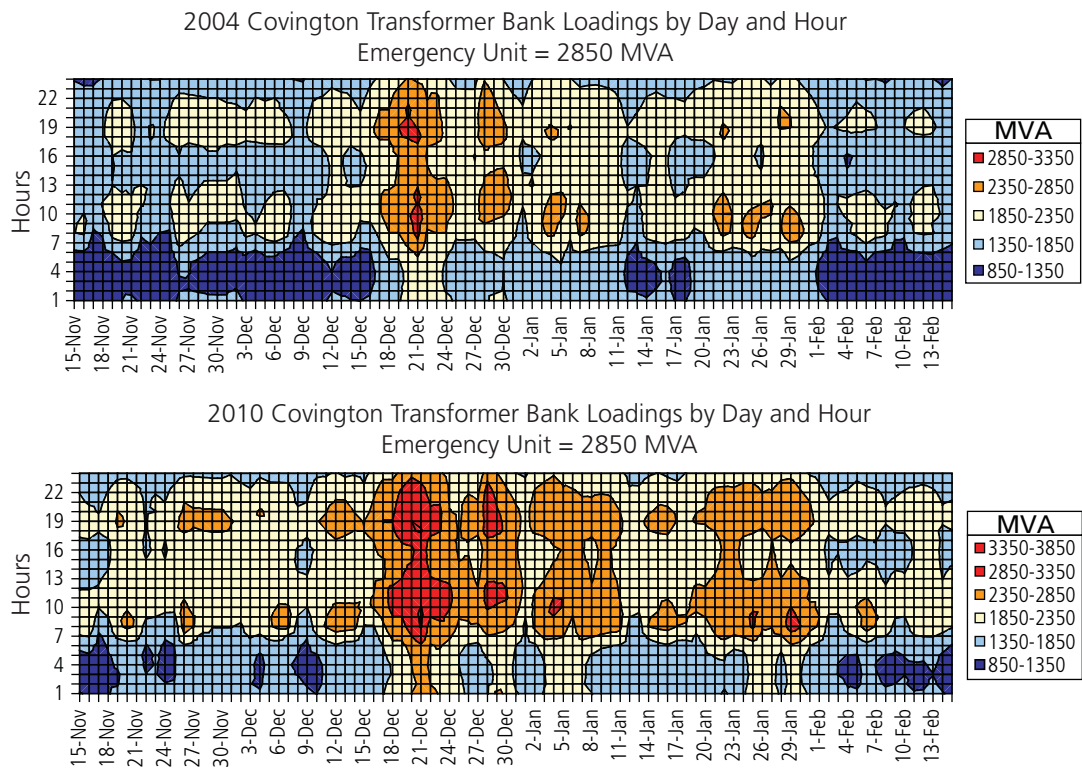 2004 Covington Transformer Bank Loadings by Day and Hour
Emergency Unit = 2850 MVA
Hours
22
19
16
13
10
7
4
1
15-Nov 18-Nov 21-Nov 24-Nov 27-Nov 30-Nov 3-Dec 6-Dec 9-Dec 12-Dec 15-Dec 18-Dec 21-Dec 24-Dec 27-Dec 30-Dec 2-Jan 5-Jan 8-Jan 11-Jan 14-Jan 17-Jan 20-Jan 23-Jan 26-Jan 29-Jan 1-Feb 4-Feb 7-Feb 10-Feb 13-Feb
MVA
2850-3350
2350-2850
1850-2350
1350-1850
850-1350
2010 Covington Transformer Bank Loadings by Day and Hour
Emergency Unit = 2850 MVA
Hours
22
19
16
13
10
7
4
1
15-Nov 18-Nov 21-Nov 24-Nov 27-Nov 30-Nov 3-Dec 6-Dec 9-Dec 12-Dec 15-Dec 18-Dec 21-Dec 24-Dec 27-Dec 30-Dec 2-Jan 5-Jan 8-Jan 11-Jan 14-Jan 17-Jan 20-Jan 23-Jan 26-Jan 29-Jan 1-Feb 4-Feb 7-Feb 10-Feb 13-Feb
MVA
3350-3850
2850-3350
2350-2850
1850-2350
1350-1850
850-1350